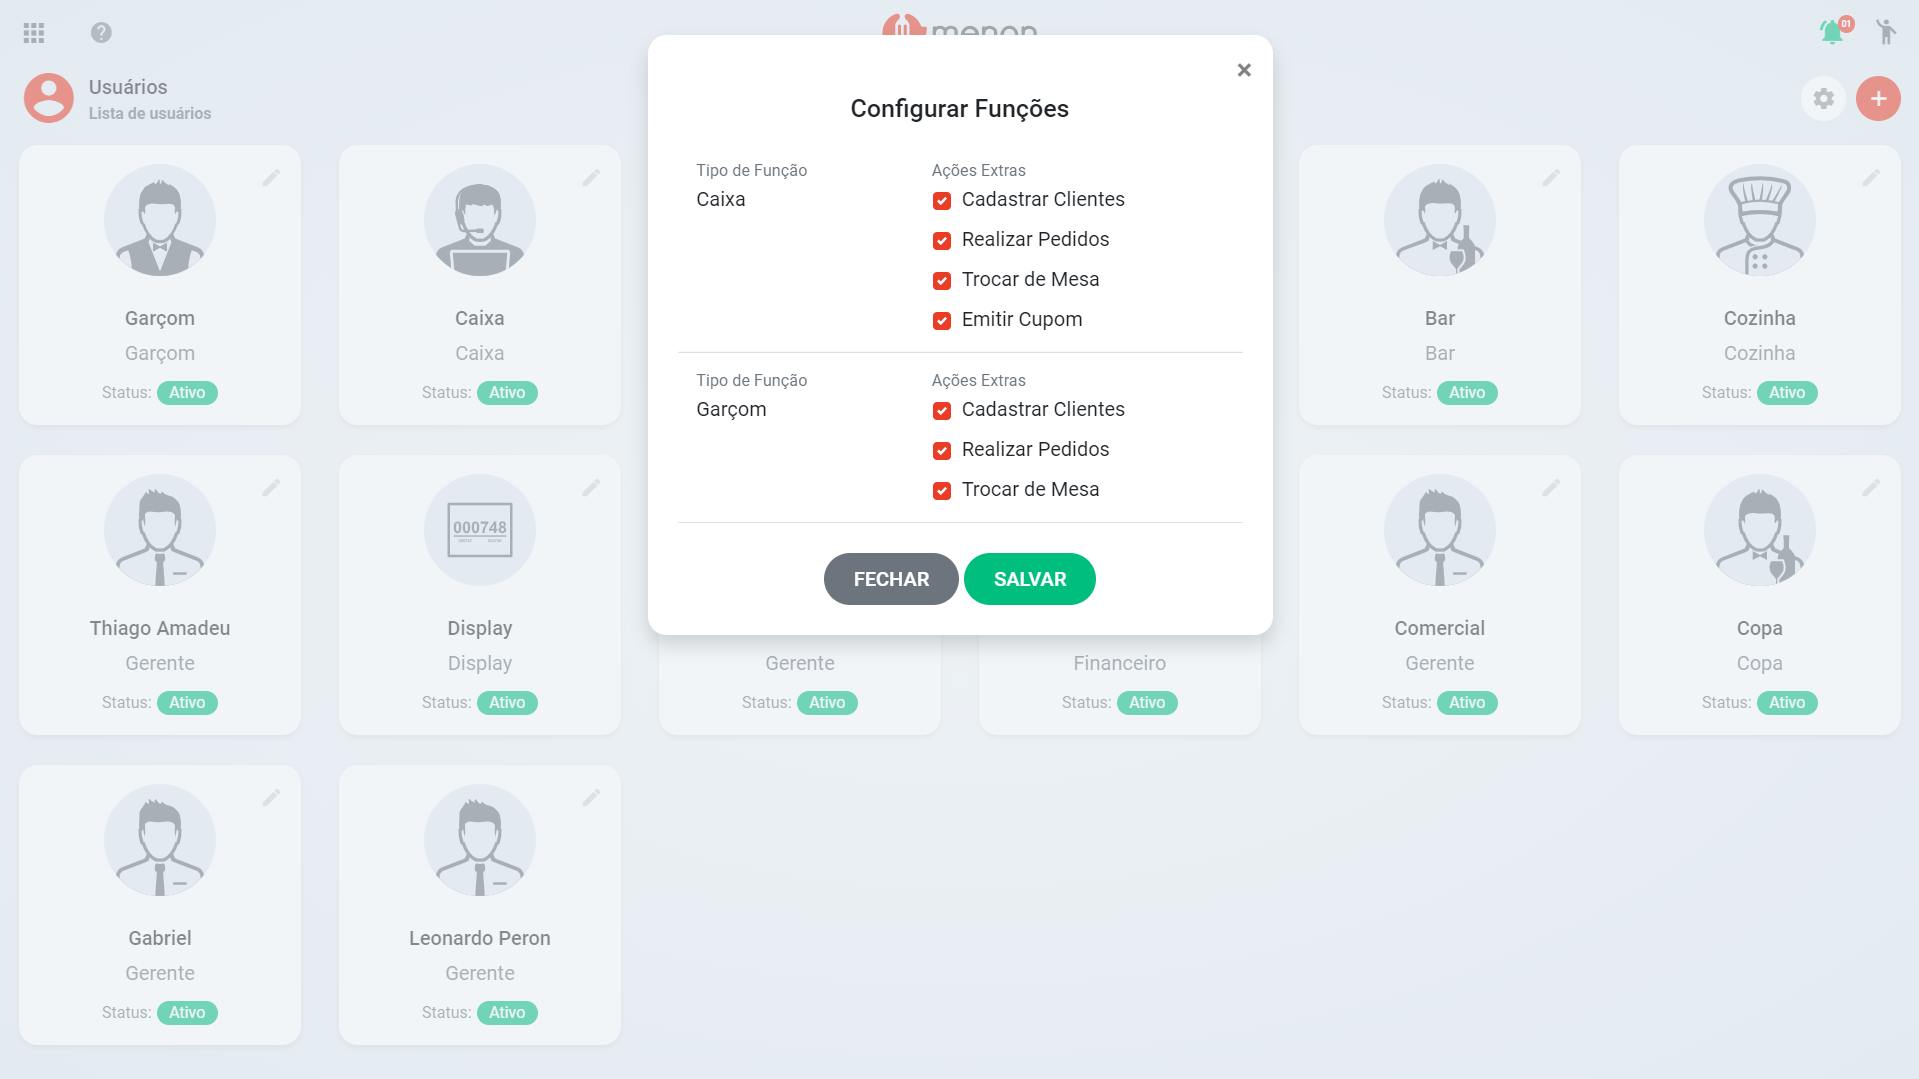 menon
01
Usuários
Lista de usuários
Configurar Funções
Tipo de Função
Caixa
Ações Extras
Cadastrar Clientes
Realizar Pedidos
Trocar de Mesa
Emitir Cupom
Tipo de Função
Garçom
Ações Extras
Cadastrar Clientes
Realizar Pedidos
Trocar de Mesa
FECHAR
SALVAR
Garçom
Garçom
Status: Ativo
Caixa
Caixa
Status: Ativo
Bar
Bar
Status: Ativo
Cozinha
Cozinha
Status: Ativo
Thiago Amadeu
Gerente
Status: Ativo
000748
Display
Display
Status: Ativo
Gerente
Status: Ativo
Financeiro
Status: Ativo
Comercial
Gerente
Status: Ativo
Copa
Copa
Status: Ativo
Gabriel
Gerente
Status: Ativo
Leonardo Peron
Gerente
Status: Ativo